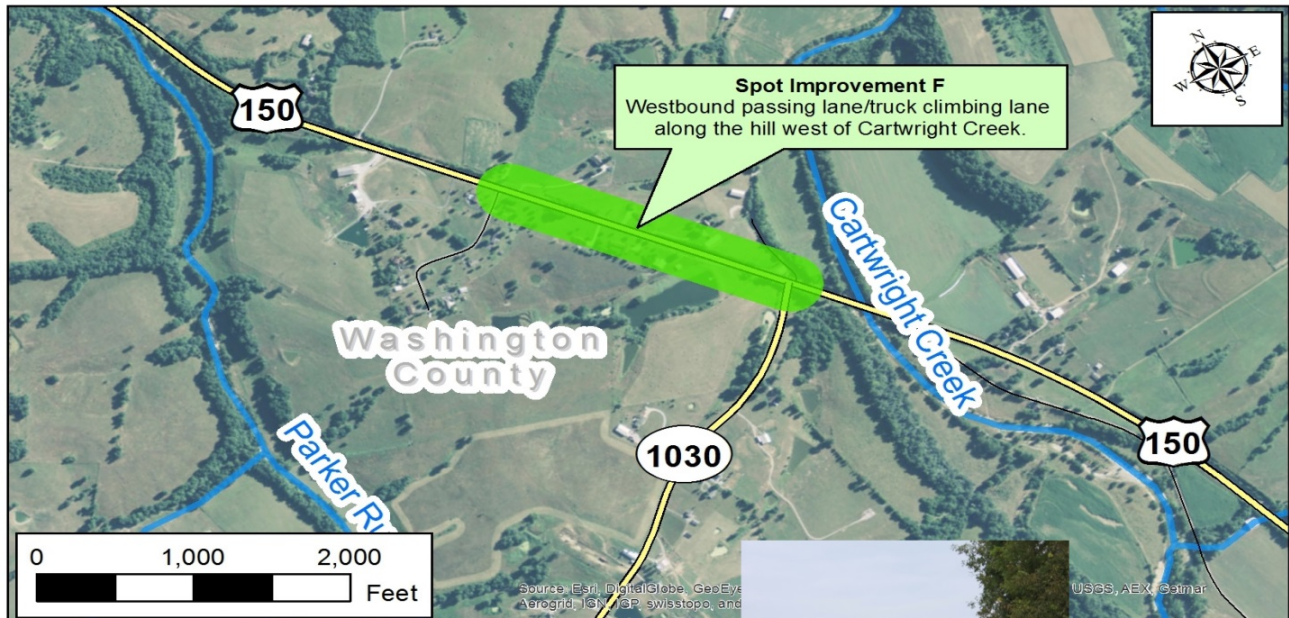 N
E
W
S
150
Spot Improvement F
Westbound passing lane/truck climbing lane
along the hill west of Cartwright Creek.
Cartwright Creek
Washington
County
150
1030
Parker Ru
0 1,000 2,000
Feet
Source: Esri, DigitalGlobe, GeoEye
USGS, AEX, Getmar
Aerogrid, IGN, IGP, swisstopo, and